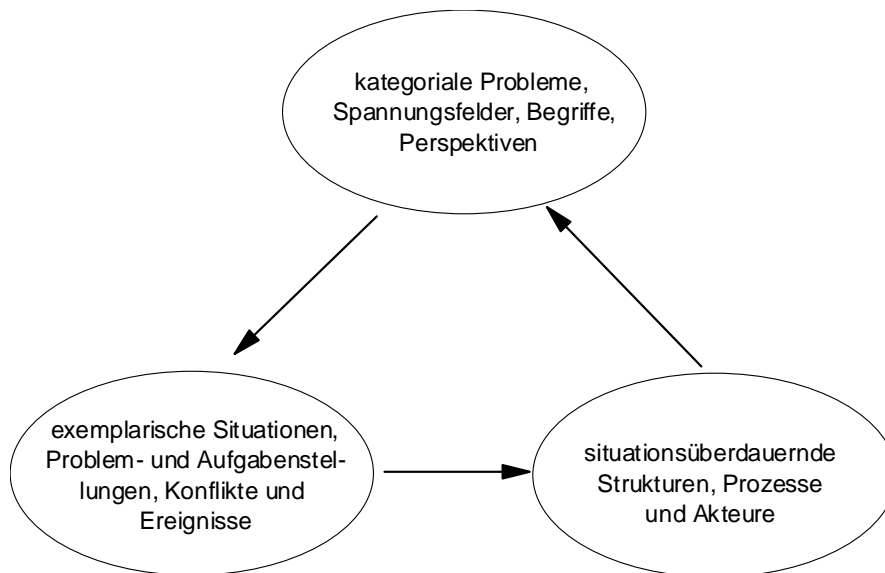 kategoriale Probleme,
Spannungsfelder, Begriffe,
Perspektiven
exemplarische Situationen,
Problem- und Aufgabenstel-
lungen, Konflikte und
Ereignisse
situationsüberdauernde
Strukturen, Prozesse
und Akteure